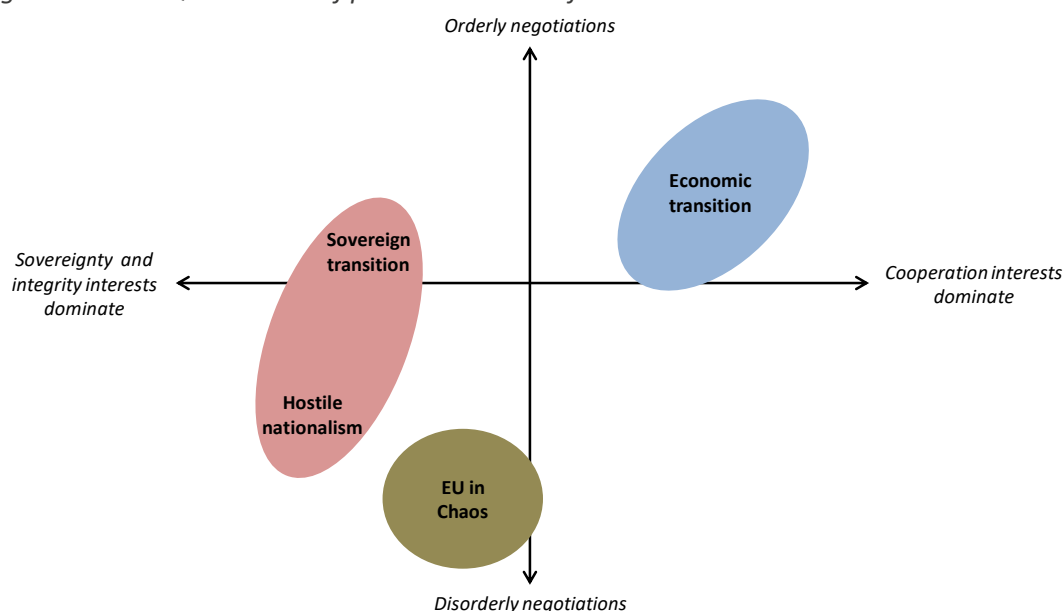 Orderly negotiations
Economic
transition
Sovereign
transition
Sovereignty and
integrity interests
dominate
Cooperation interests
dominate
Hostile
nationalism
EU in
Chaos
Disorderly negotiations